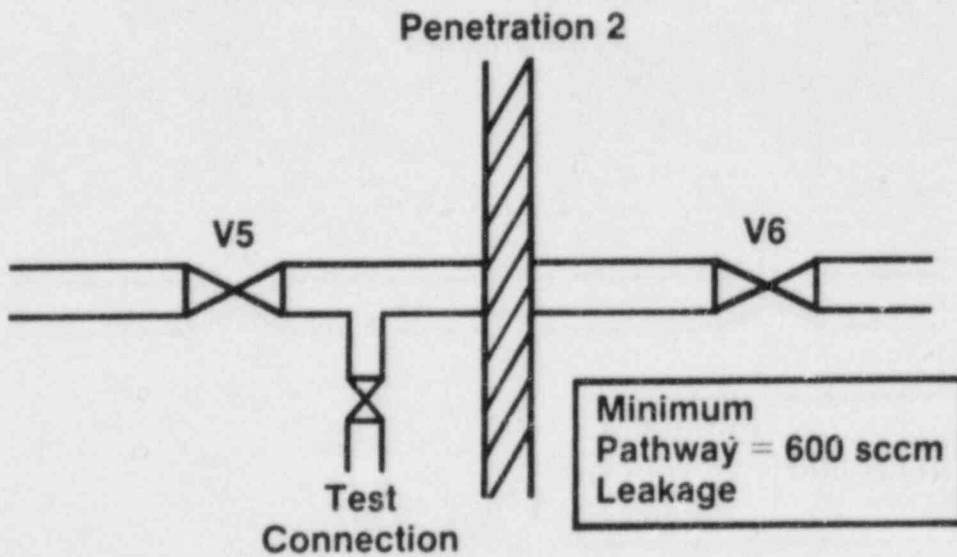 Penetration 2
V5
V6
Minimum
Pathway = 600 sccm
Leakage
Test
Connection